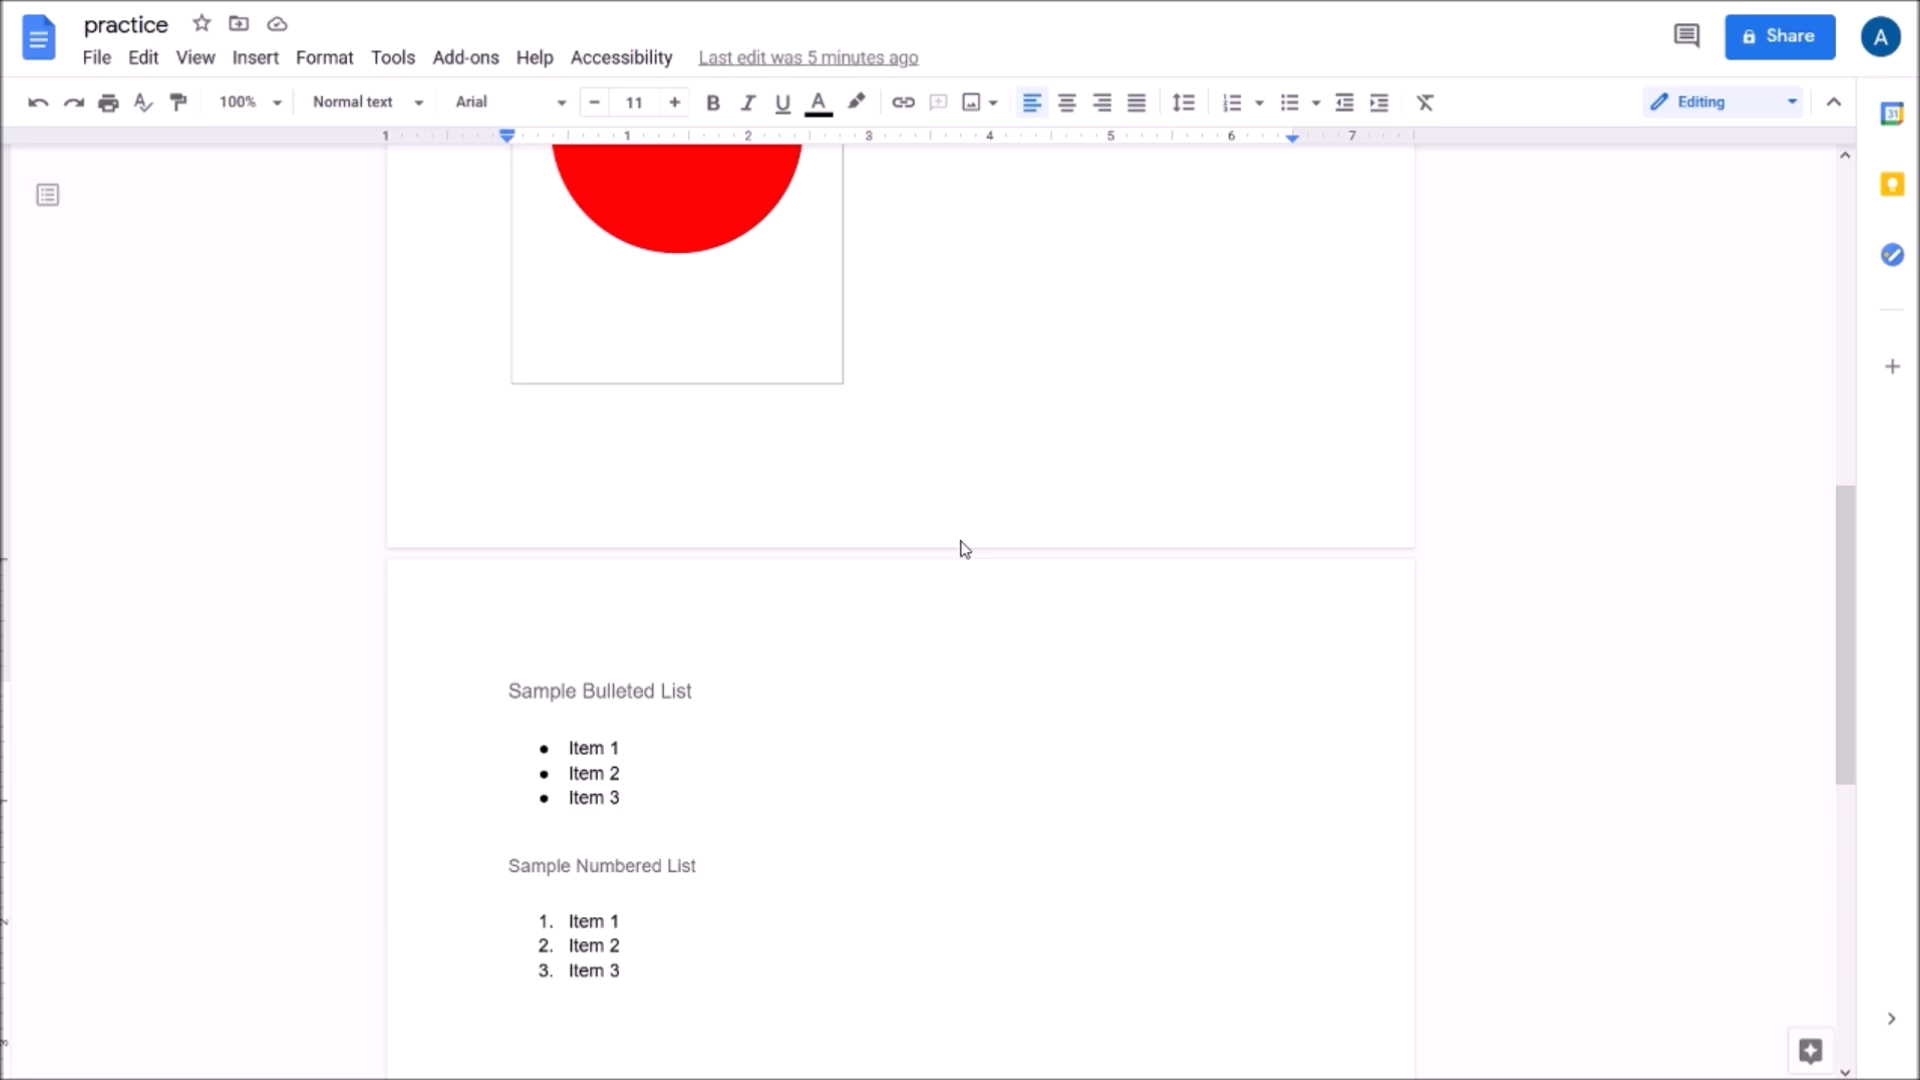 practice
File Edit View Insert Format Tools Add-ons Help Accessibility Last edit was 5 minutes ago
Share
A
100% Normal text Arial − 11 + B I U A Editing
31
1 1 2 3 4 5 6 7
Sample Bulleted List
● Item 1
● Item 2
● Item 3
Sample Numbered List
1. Item 1
2. Item 2
3. Item 3